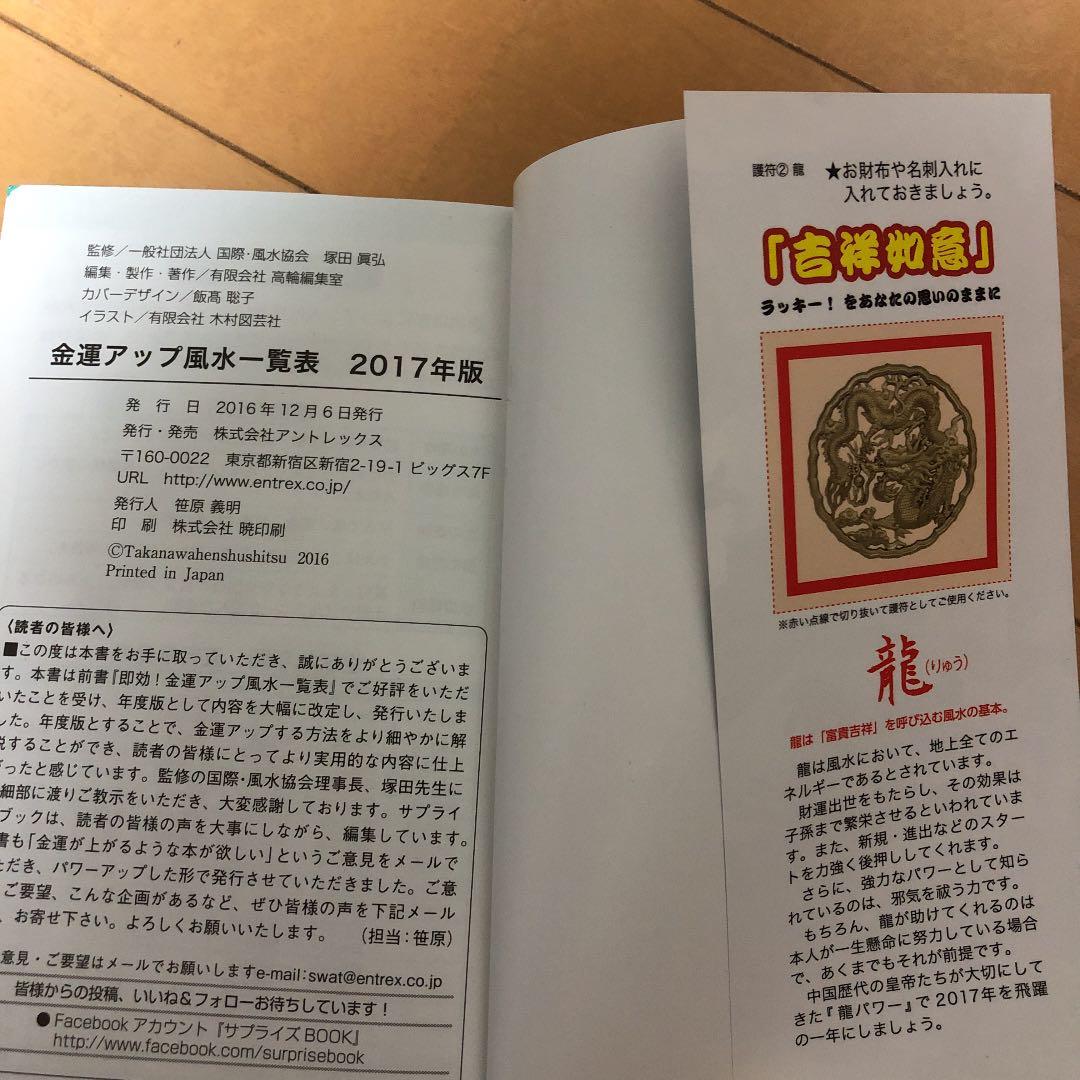 監修／一般社団法人 国際・風水協会　塚田 眞弘
編集・製作・著作／有限会社 高輪編集室
カバーデザイン／飯髙 聡子
イラスト／有限会社 木村図芸社
金運アップ風水一覧表　2017年版
発　行　日　2016年12月6日発行
発行・発売　株式会社アントレックス
〒160-0022　東京都新宿区新宿2-19-1 ビッグス7F
URL　http://www.entrex.co.jp/
発行人　笹原 義明
印　刷　株式会社 暁印刷
©Takanawahenshushitsu 2016
Printed in Japan
〈読者の皆様へ〉
■この度は本書をお手に取っていただき、誠にありがとうございま
す。本書は前書『即効！金運アップ風水一覧表』でご好評をいただ
いたことを受け、年度版として内容を大幅に改定し、発行いたしま
した。年度版とすることで、金運アップする方法をより細やかに解
説することができ、読者の皆様にとってより実用的な内容に仕上
がったと感じています。監修の国際・風水協会理事長、塚田先生に
細部に渡りご教示をいただき、大変感謝しております。サプライ
ブックは、読者の皆様の声を大事にしながら、編集しています。
書も「金運が上がるような本が欲しい」というご意見をメールで
ただき、パワーアップした形で発行させていただきました。ご意
ご要望、こんな企画があるなど、ぜひ皆様の声を下記メール
、お寄せ下さい。よろしくお願いいたします。　（担当：笹原）
意見・ご要望はメールでお願いしますe-mail：swat@entrex.co.jp
皆様からの投稿、いいね＆フォローお待ちしています！
●Facebook アカウント『サプライズBOOK』
http://www.facebook.com/surprisebook
護符② 龍　★お財布や名刺入れに
入れておきましょう。
「吉祥如意」
ラッキー！をあなたの思いのままに
※赤い点線で切り抜いて護符としてご使用ください。
龍（りゅう）
龍は「富貴吉祥」を呼び込む風水の基本。
龍は風水において、地上全てのエ
ネルギーであるとされています。
財運出世をもたらし、その効果は
子孫まで繁栄させるといわれていま
す。また、新規・進出などのスター
トを力強く後押ししてくれます。
さらに、強力なパワーとして知ら
れているのは、邪気を祓う力です。
もちろん、龍が助けてくれるのは
本人が一生懸命に努力している場合
で、あくまでもそれが前提です。
中国歴代の皇帝たちが大切にして
きた『龍パワー』で2017年を飛躍
の一年にしましょう。